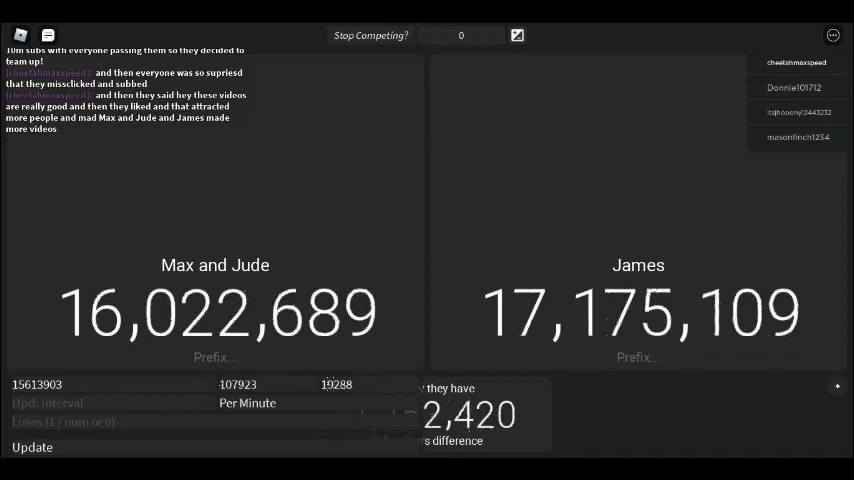 Stop Competing?
0
10m subs with everyone passing them so they decided to
team up!
[cheetahmaxspeed]: and then everyone was so supriesd
that they missclicked and subbed
[cheetahmaxspeed]: and then they said hey these videos
are really good and then they liked and that attracted
more people and mad Max and Jude and James made
more videos
cheetahmaxspeed
Donnie101712
itsjhooony12443232
masonfinch1234
Max and Jude
16,022,689
Prefix...
James
17,175,109
Prefix...
15613903
-107923
19288
Upd. Interval
Per Minute
Loses (1 / num or 0)
Update
they have
2,420
difference
+